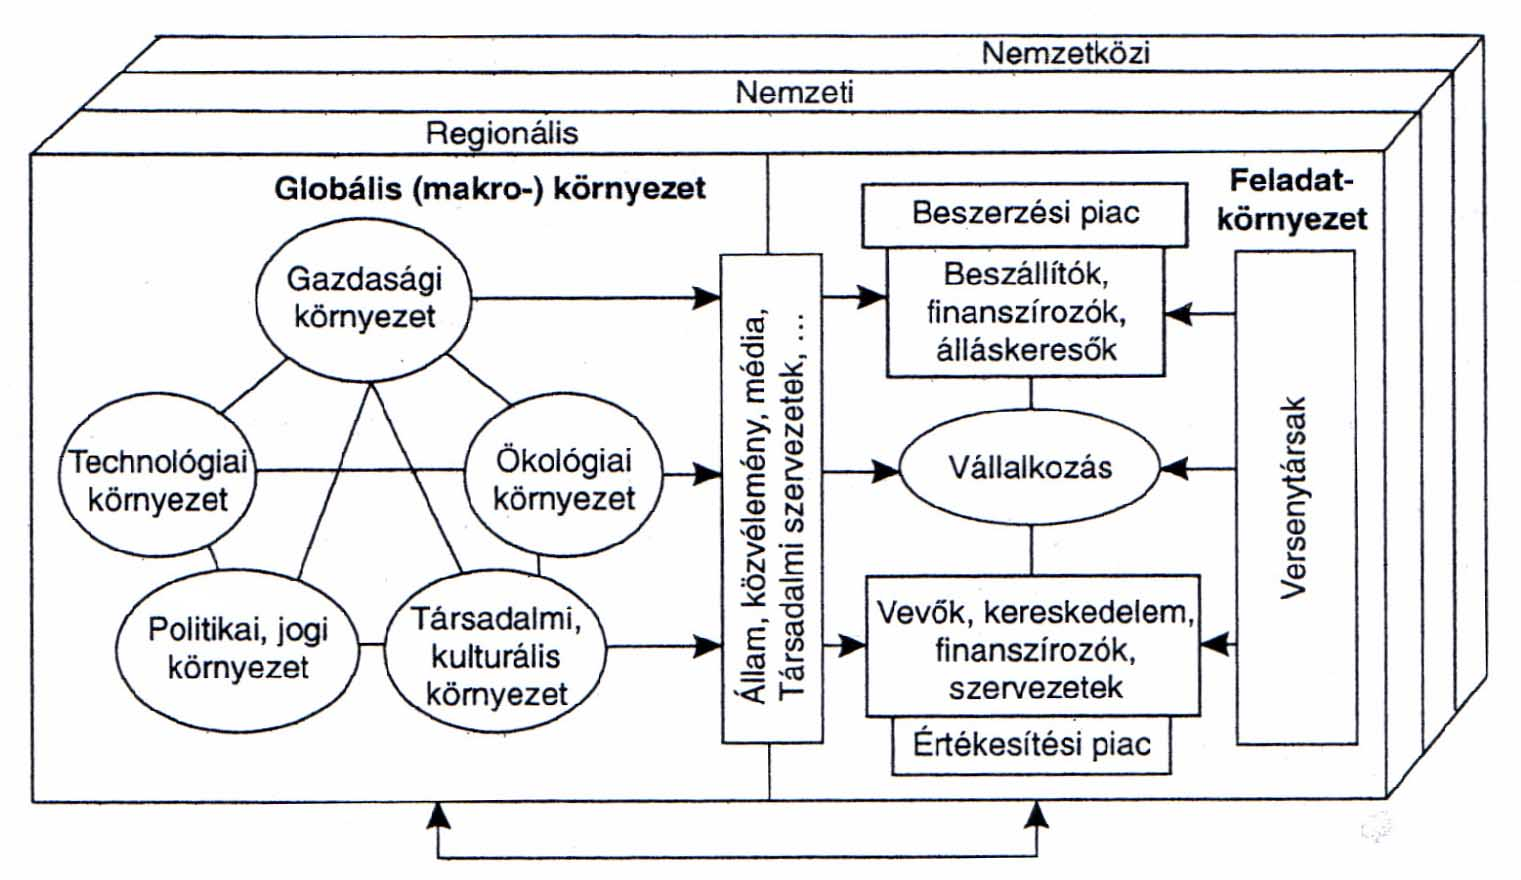 Nemzetközi
Nemzeti
Regionális
Globális (makro-) környezet
Gazdasági
környezet
Technológiai
környezet
Ökológiai
környezet
Politikai, jogi
környezet
Társadalmi,
kulturális
környezet
Állam, közvélemény, média,
Társadalmi szervezetek, ...
Feladat-
környezet
Beszerzési piac
Beszállítók,
finanszírozók,
álláskeresők
Vállalkozás
Vevők, kereskedelem,
finanszírozók,
szervezetek
Értékesítési piac
Versenytársak